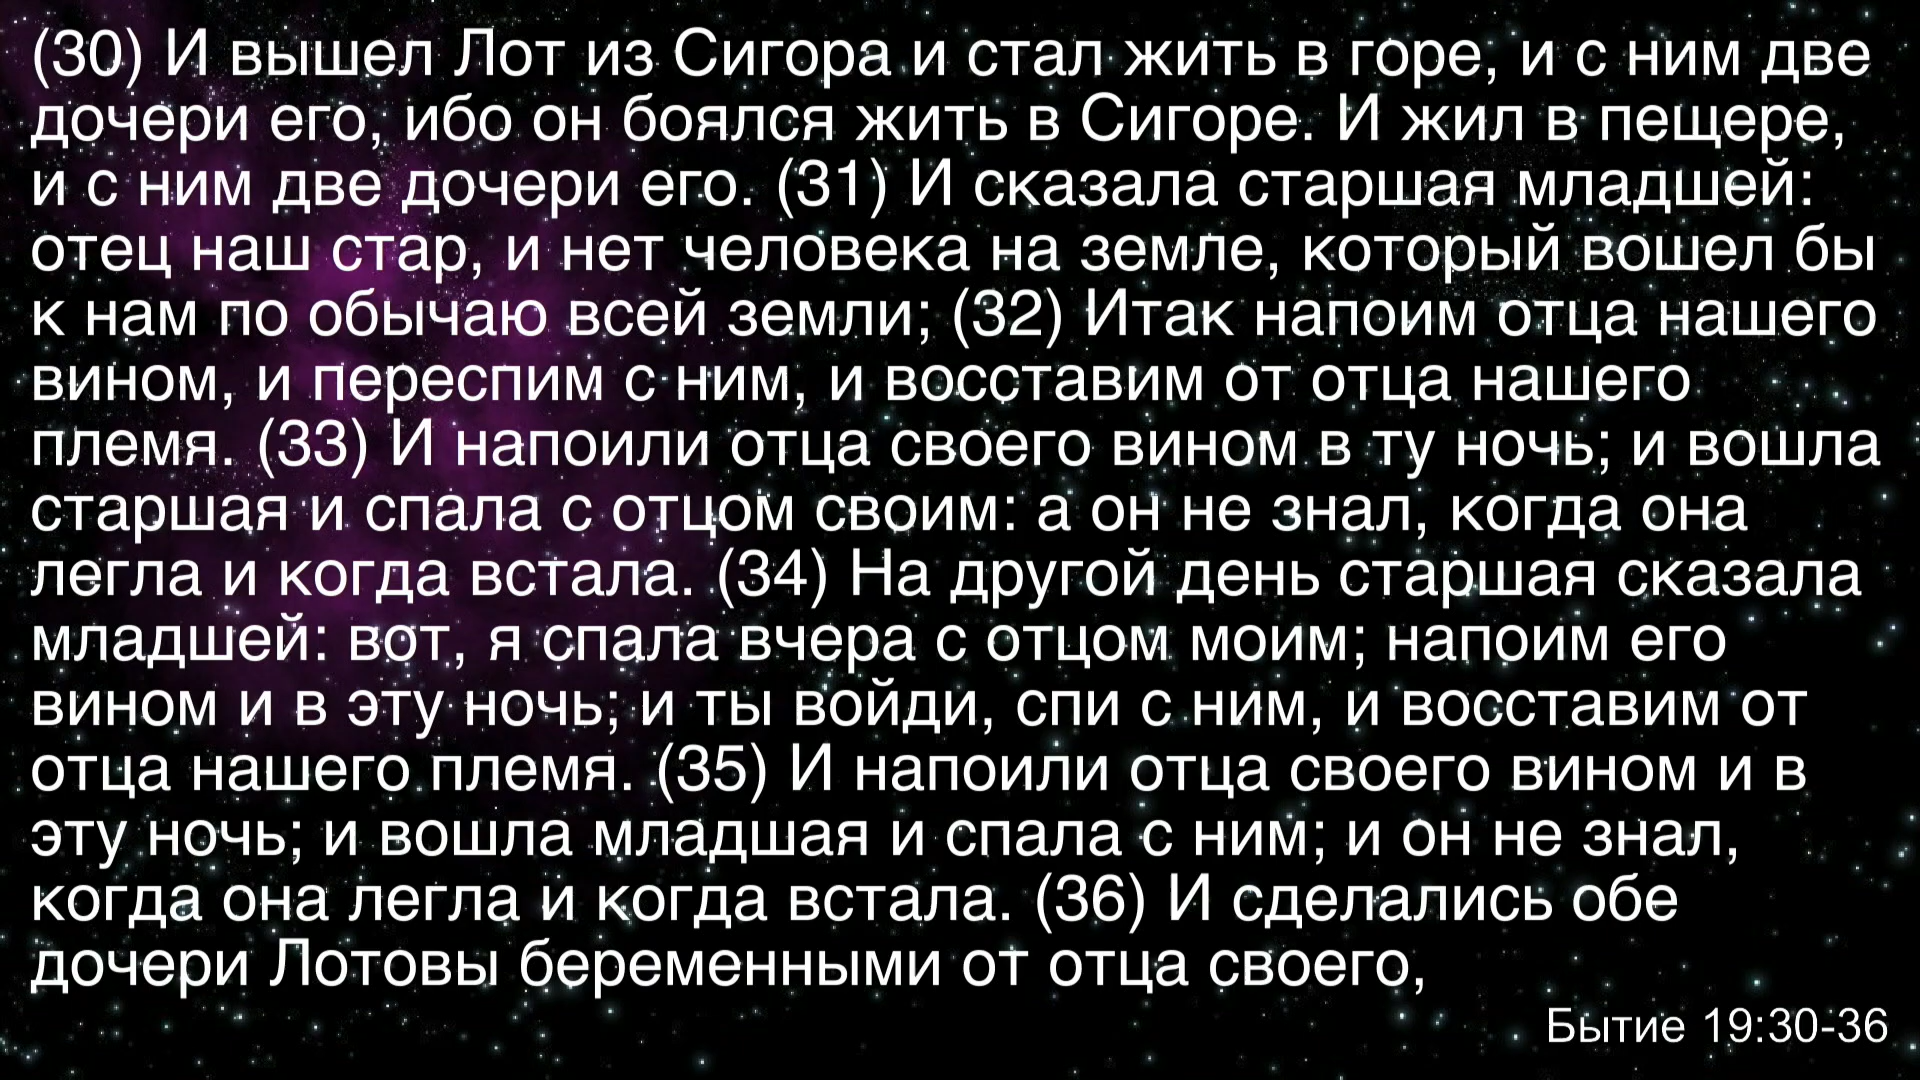 (30) И вышел Лот из Сигора и стал жить в горе, и с ним две
дочери его, ибо он боялся жить в Сигоре. И жил в пещере,
и с ним две дочери его. (31) И сказала старшая младшей:
отец наш стар, и нет человека на земле, который вошел бы
к нам по обычаю всей земли; (32) Итак напоим отца нашего
вином, и переспим с ним, и восставим от отца нашего
племя. (33) И напоили отца своего вином в ту ночь; и вошла
старшая и спала с отцом своим: а он не знал, когда она
легла и когда встала. (34) На другой день старшая сказала
младшей: вот, я спала вчера с отцом моим; напоим его
вином и в эту ночь; и ты войди, спи с ним, и восставим от
отца нашего племя. (35) И напоили отца своего вином и в
эту ночь; и вошла младшая и спала с ним; и он не знал,
когда она легла и когда встала. (36) И сделались обе
дочери Лотовы беременными от отца своего,
Бытие 19:30-36